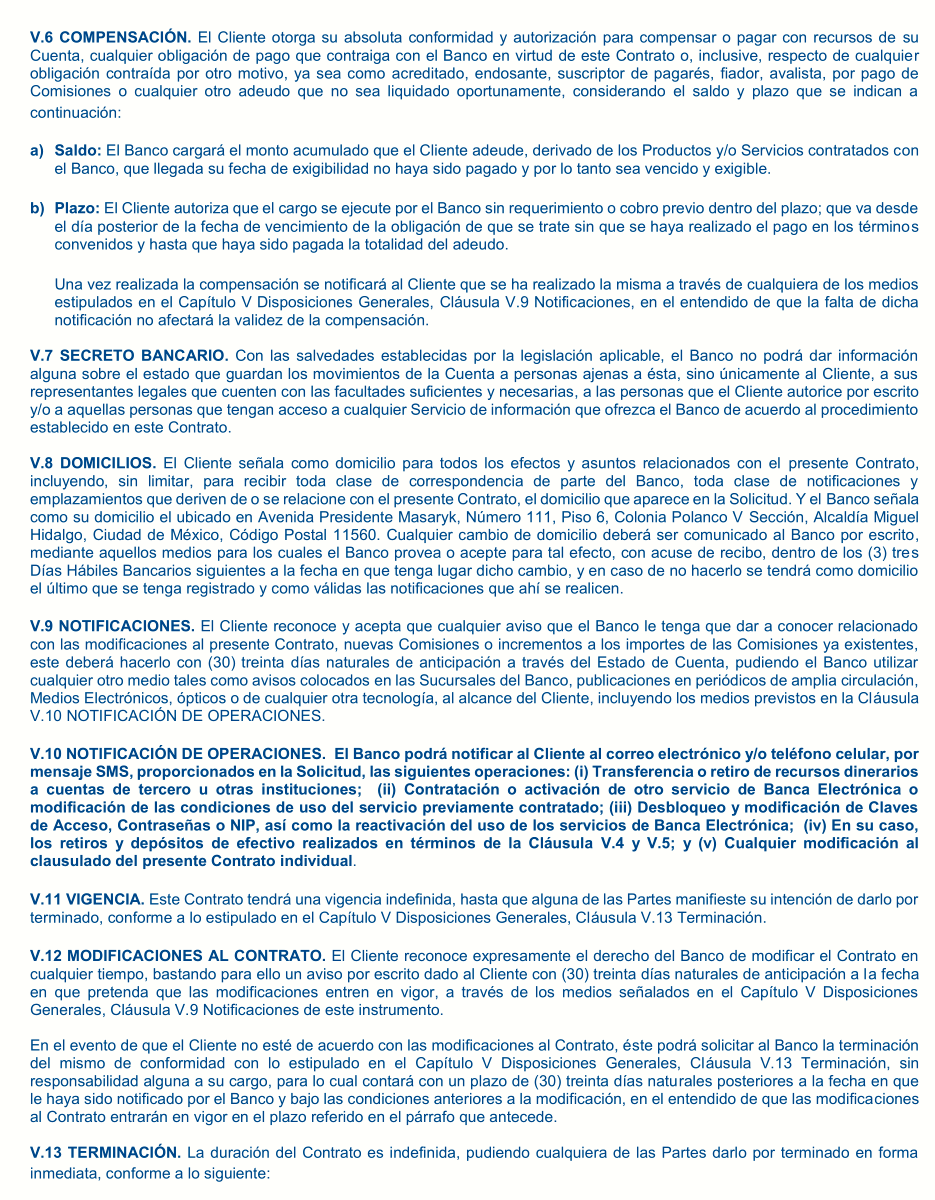 V.6 COMPENSACIÓN. El Cliente otorga su absoluta conformidad y autorización para compensar o pagar con recursos de su
Cuenta, cualquier obligación de pago que contraiga con el Banco en virtud de este Contrato o, inclusive, respecto de cualquier
obligación contraída por otro motivo, ya sea como acreditado, endosante, suscriptor de pagarés, fiador, avalista, por pago de
Comisiones o cualquier otro adeudo que no sea liquidado oportunamente, considerando el saldo y plazo que se indican a
continuación:
a) Saldo: El Banco cargará el monto acumulado que el Cliente adeude, derivado de los Productos y/o Servicios contratados con
el Banco, que llegada su fecha de exigibilidad no haya sido pagado y por lo tanto sea vencido y exigible.
b) Plazo: El Cliente autoriza que el cargo se ejecute por el Banco sin requerimiento o cobro previo dentro del plazo; que va desde
el día posterior de la fecha de vencimiento de la obligación de que se trate sin que se haya realizado el pago en los términos
convenidos y hasta que haya sido pagada la totalidad del adeudo.
Una vez realizada la compensación se notificará al Cliente que se ha realizado la misma a través de cualquiera de los medios
estipulados en el Capítulo V Disposiciones Generales, Cláusula V.9 Notificaciones, en el entendido de que la falta de dicha
notificación no afectará la validez de la compensación.
V.7 SECRETO BANCARIO. Con las salvedades establecidas por la legislación aplicable, el Banco no podrá dar información
alguna sobre el estado que guardan los movimientos de la Cuenta a personas ajenas a ésta, sino únicamente al Cliente, a sus
representantes legales que cuenten con las facultades suficientes y necesarias, a las personas que el Cliente autorice por escrito
y/o a aquellas personas que tengan acceso a cualquier Servicio de información que ofrezca el Banco de acuerdo al procedimiento
establecido en este Contrato.
V.8 DOMICILIOS. El Cliente señala como domicilio para todos los efectos y asuntos relacionados con el presente Contrato,
incluyendo, sin limitar, para recibir toda clase de correspondencia de parte del Banco, toda clase de notificaciones y
emplazamientos que deriven de o se relacione con el presente Contrato, el domicilio que aparece en la Solicitud. Y el Banco señala
como su domicilio el ubicado en Avenida Presidente Masaryk, Número 111, Piso 6, Colonia Polanco V Sección, Alcaldía Miguel
Hidalgo, Ciudad de México, Código Postal 11560. Cualquier cambio de domicilio deberá ser comunicado al Banco por escrito,
mediante aquellos medios para los cuales el Banco provea o acepte para tal efecto, con acuse de recibo, dentro de los (3) tres
Días Hábiles Bancarios siguientes a la fecha en que tenga lugar dicho cambio, y en caso de no hacerlo se tendrá como domicilio
el último que se tenga registrado y como válidas las notificaciones que ahí se realicen.
V.9 NOTIFICACIONES. El Cliente reconoce y acepta que cualquier aviso que el Banco le tenga que dar a conocer relacionado
con las modificaciones al presente Contrato, nuevas Comisiones o incrementos a los importes de las Comisiones ya existentes,
este deberá hacerlo con (30) treinta días naturales de anticipación a través del Estado de Cuenta, pudiendo el Banco utilizar
cualquier otro medio tales como avisos colocados en las Sucursales del Banco, publicaciones en periódicos de amplia circulación,
Medios Electrónicos, ópticos o de cualquier otra tecnología, al alcance del Cliente, incluyendo los medios previstos en la Cláusula
V.10 NOTIFICACIÓN DE OPERACIONES.
V.10 NOTIFICACIÓN DE OPERACIONES. El Banco podrá notificar al Cliente al correo electrónico y/o teléfono celular, por
mensaje SMS, proporcionados en la Solicitud, las siguientes operaciones: (i) Transferencia o retiro de recursos dinerarios
a cuentas de tercero u otras instituciones; (ii) Contratación o activación de otro servicio de Banca Electrónica o
modificación de las condiciones de uso del servicio previamente contratado; (iii) Desbloqueo y modificación de Claves
de Acceso, Contraseñas o NIP, así como la reactivación del uso de los servicios de Banca Electrónica; (iv) En su caso,
los retiros y depósitos de efectivo realizados en términos de la Cláusula V.4 y V.5; y (v) Cualquier modificación al
clausulado del presente Contrato individual.
V.11 VIGENCIA. Este Contrato tendrá una vigencia indefinida, hasta que alguna de las Partes manifieste su intención de darlo por
terminado, conforme a lo estipulado en el Capítulo V Disposiciones Generales, Cláusula V.13 Terminación.
V.12 MODIFICACIONES AL CONTRATO. El Cliente reconoce expresamente el derecho del Banco de modificar el Contrato en
cualquier tiempo, bastando para ello un aviso por escrito dado al Cliente con (30) treinta días naturales de anticipación a la fecha
en que pretenda que las modificaciones entren en vigor, a través de los medios señalados en el Capítulo V Disposiciones
Generales, Cláusula V.9 Notificaciones de este instrumento.
En el evento de que el Cliente no esté de acuerdo con las modificaciones al Contrato, éste podrá solicitar al Banco la terminación
del mismo de conformidad con lo estipulado en el Capítulo V Disposiciones Generales, Cláusula V.13 Terminación, sin
responsabilidad alguna a su cargo, para lo cual contará con un plazo de (30) treinta días naturales posteriores a la fecha en que
le haya sido notificado por el Banco y bajo las condiciones anteriores a la modificación, en el entendido de que las modificaciones
al Contrato entrarán en vigor en el plazo referido en el párrafo que antecede.
V.13 TERMINACIÓN. La duración del Contrato es indefinida, pudiendo cualquiera de las Partes darlo por terminado en forma
inmediata, conforme a lo siguiente: